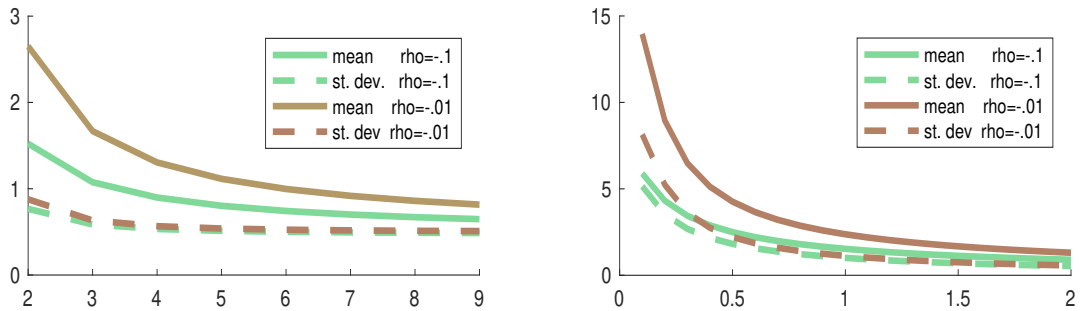 3
2
1
0
2 3 4 5 6 7 8 9
mean rho=-.1
st. dev. rho=-.1
mean rho=-.01
st. dev rho=-.01
15
10
5
0
0 0.5 1 1.5 2
mean rho=-.1
st. dev. rho=-.1
mean rho=-.01
st. dev rho=-.01